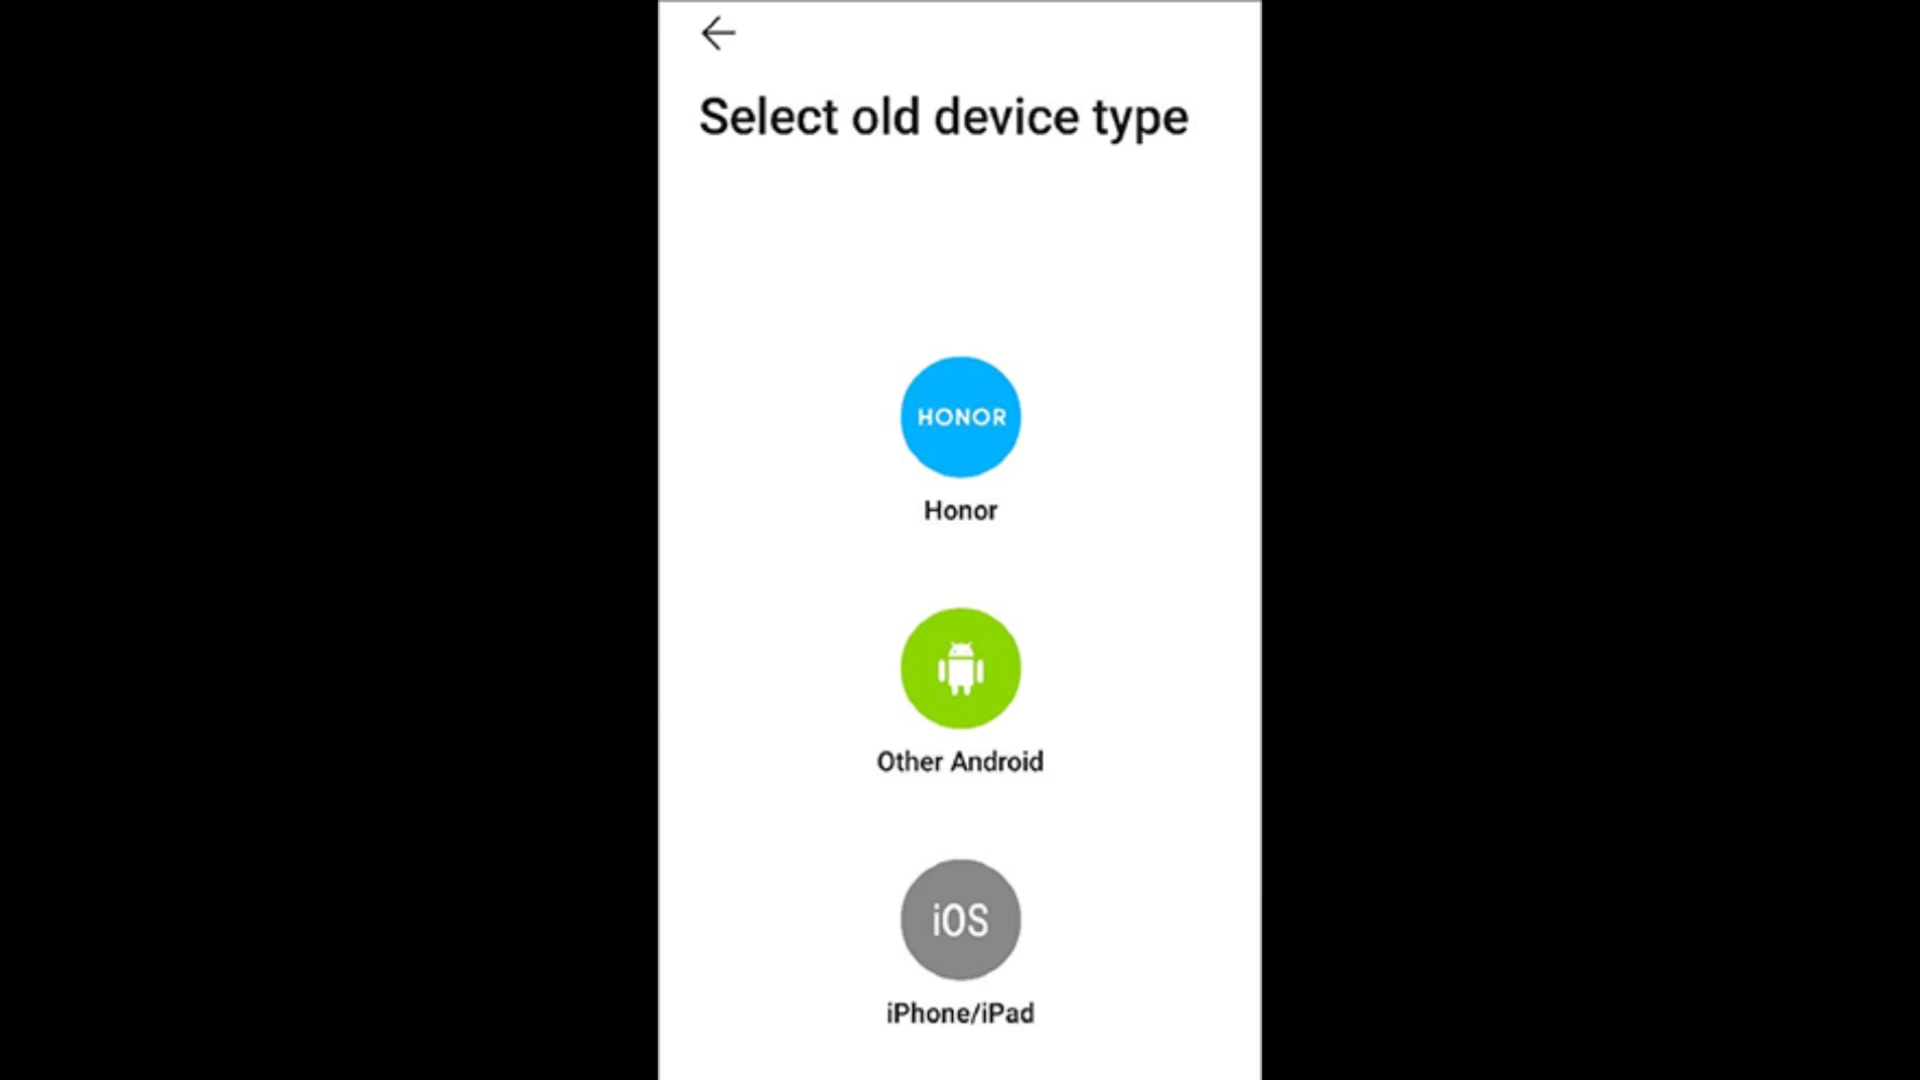 Select old device type
HONOR
Honor
Other Android
iOS
iPhone/iPad